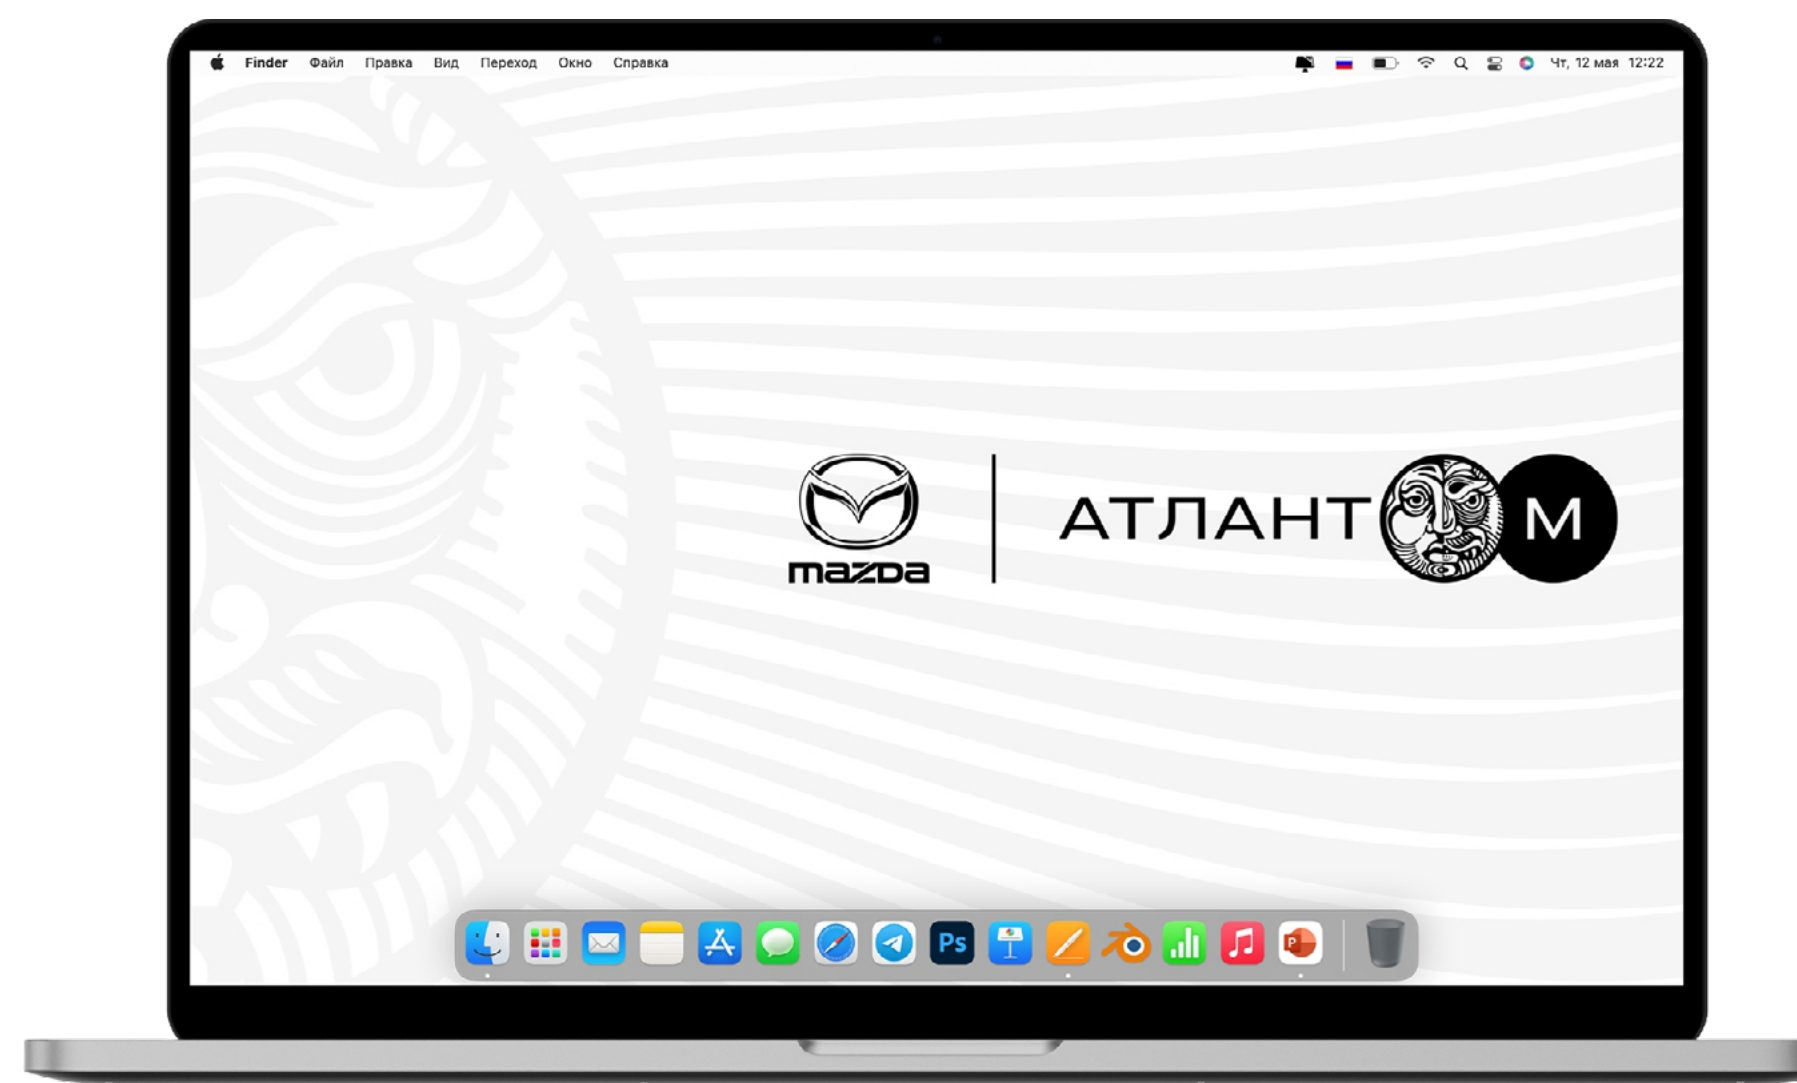 Finder Файл Правка Вид Переход Окно Справка Чт, 12 мая 12:22
mazda
АТЛАНТ М
Ps
P